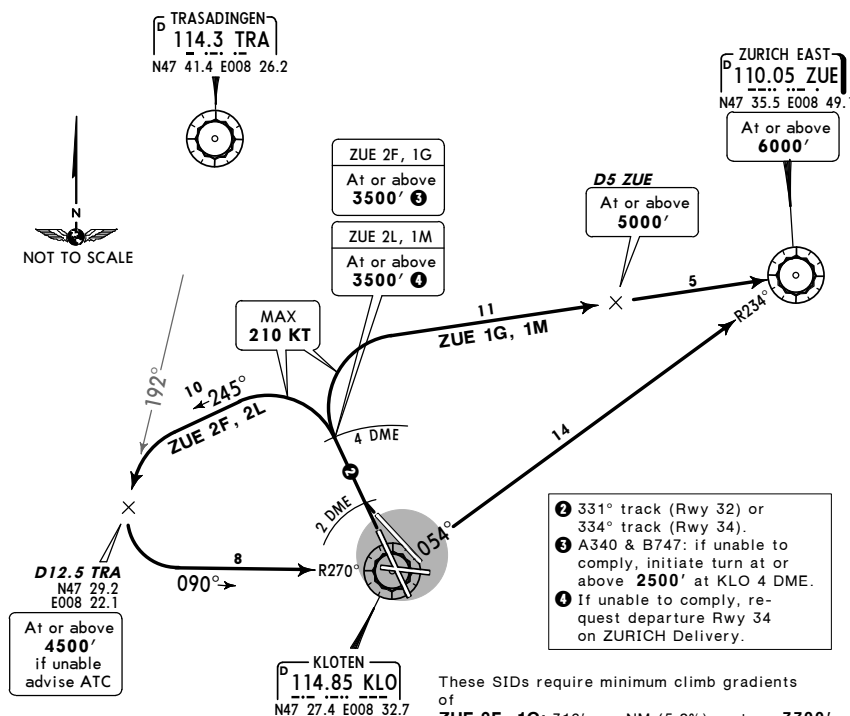 TRASADINGEN
D
114.3 TRA
N47 41.4 E008 26.2
ZURICH EAST
D
110.05 ZUE
N47 35.5 E008 49.
At or above
6000'
ZUE 2F, 1G
At or above
3500' ❸
ZUE 2L, 1M
At or above
3500' ❹
D5 ZUE
At or above
5000'
N
NOT TO SCALE
MAX
210 KT
11
ZUE 1G, 1M
5
R234°
192°
10
245°
ZUE 2F, 2L
4 DME
❷
2 DME
14
054°
D12.5 TRA
N47 29.2
E008 22.1
At or above
4500'
if unable
advise ATC
8
090°
R270°
KLOTEN
D
114.85 KLO
N47 27.4 E008 32.7
❷ 331° track (Rwy 32) or
334° track (Rwy 34).
❸ A340 & B747: if unable to
comply, initiate turn at or
above 2500' at KLO 4 DME.
❹ If unable to comply, re-
quest departure Rwy 34
on ZURICH Delivery.
These SIDs require minimum climb gradients
of